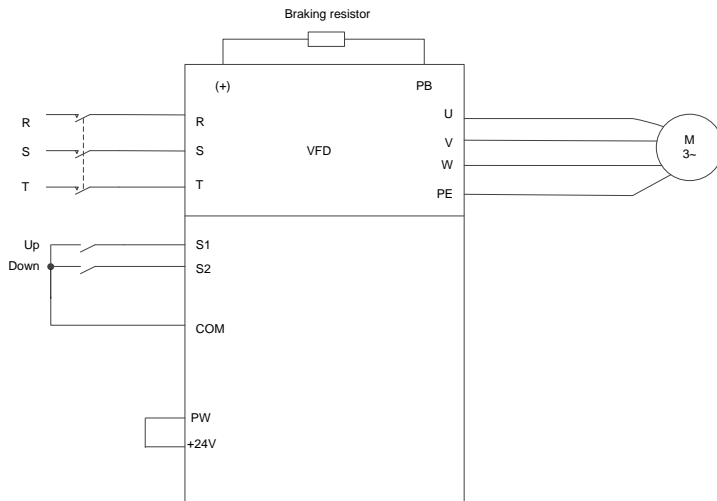 Braking resistor
(+)
PB
R
R
U
S
S
VFD
V
M
3~
T
T
W
PE
Up
S1
Down
S2
COM
PW
+24V